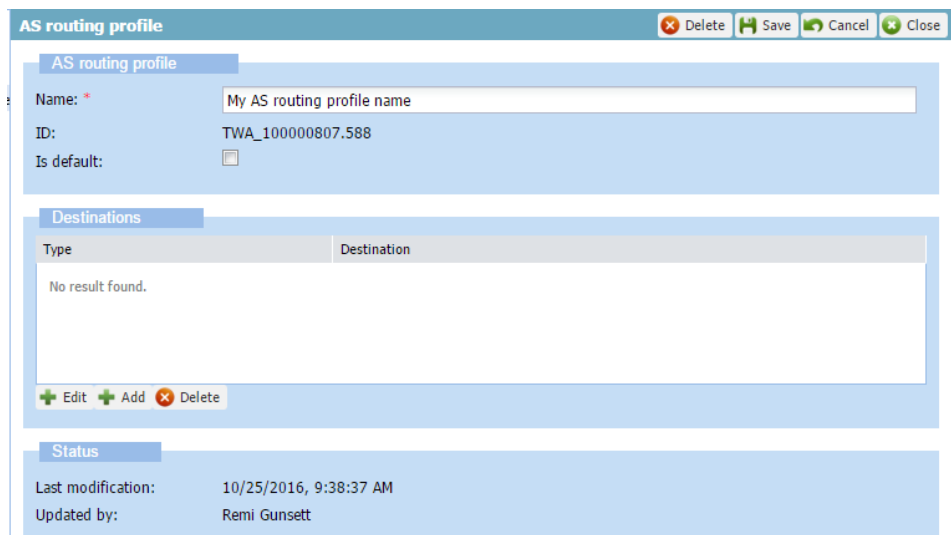 AS routing profile Delete Save Cancel Close
AS routing profile
Name: * My AS routing profile name
ID: TWA_100000807.588
Is default:
Destinations
Type Destination
No result found.
Edit Add Delete
Status
Last modification: 10/25/2016, 9:38:37 AM
Updated by: Remi Gunsett